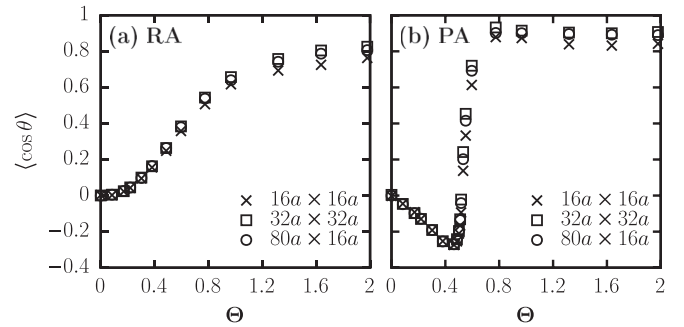 (a) RA
(b) PA
⟨cos θ⟩
1
0.8
0.6
0.4
0.2
0
−0.2
−0.4
× 16a × 16a
□ 32a × 32a
○ 80a × 16a
× 16a × 16a
□ 32a × 32a
○ 80a × 16a
0 0.4 0.8 1.2 1.6 2
0 0.4 0.8 1.2 1.6 2
Θ
Θ